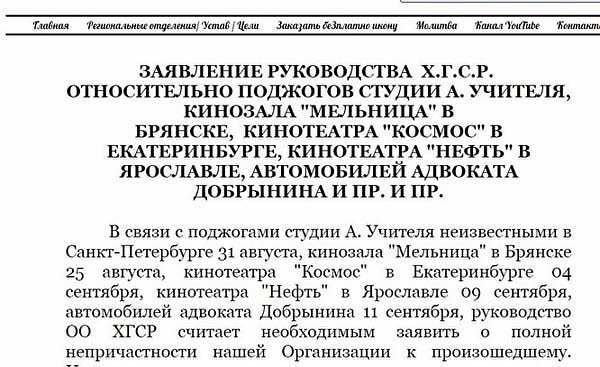 Главная Региональные отделения/ Устав / Цели Заказать беЗплатно икону Молитва Канал YouTube
ЗАЯВЛЕНИЕ РУКОВОДСТВА Х.Г.С.Р.
ОТНОСИТЕЛЬНО ПОДЖОГОВ СТУДИИ А. УЧИТЕЛЯ,
КИНОЗАЛА "МЕЛЬНИЦА" В
БРЯНСКЕ, КИНОТЕАТРА "КОСМОС" В
ЕКАТЕРИНБУРГЕ, КИНОТЕАТРА "НЕФТЬ" В
ЯРОСЛАВЛЕ, АВТОМОБИЛЕЙ АДВОКАТА
ДОБРЫНИНА И ПР. И ПР.
В связи с поджогами студии А. Учителя неизвестными в
Санкт-Петербурге 31 августа, кинозала "Мельница" в Брянске
25 августа, кинотеатра "Космос" в Екатеринбурге 04
сентября, кинотеатра "Нефть" в Ярославле 09 сентября,
автомобилей адвоката Добрынина 11 сентября, руководство
ОО ХГСР считает необходимым заявить о полной
непричастности нашей Организации к произошедшему.